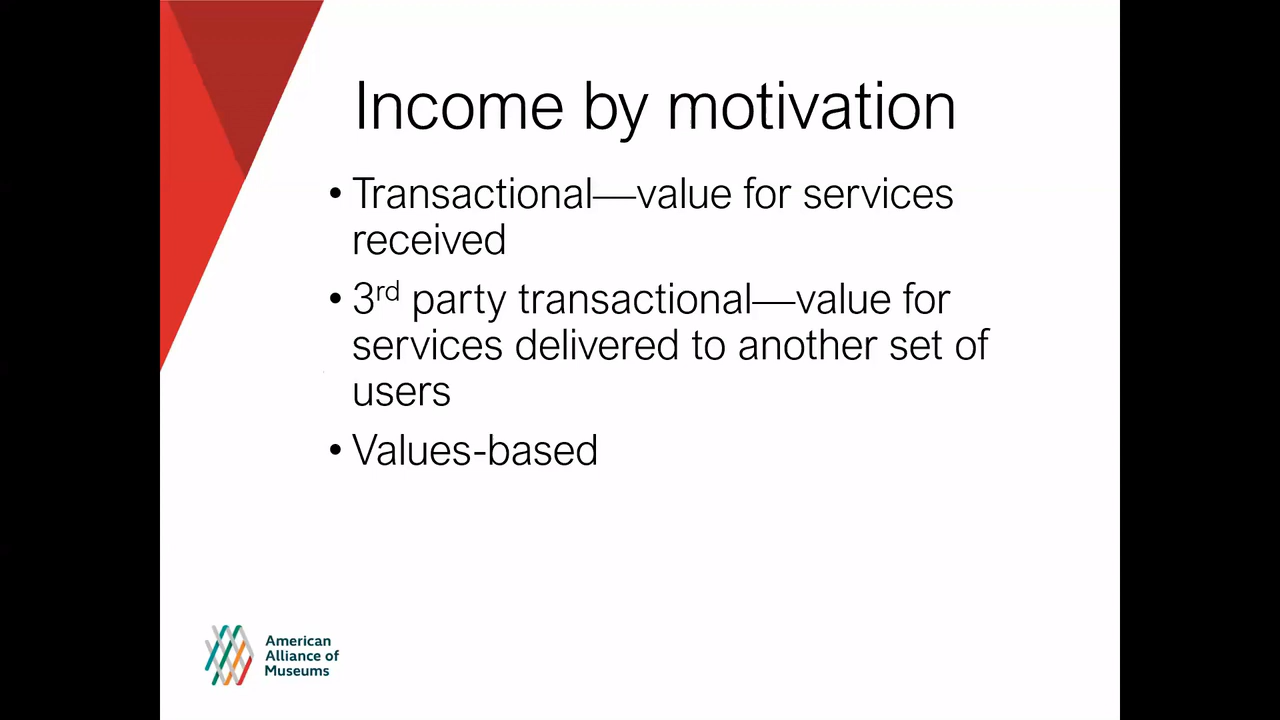 Income by motivation
• Transactional—value for services
received
• 3rd party transactional—value for
services delivered to another set of
users
• Values-based
American
Alliance of
Museums